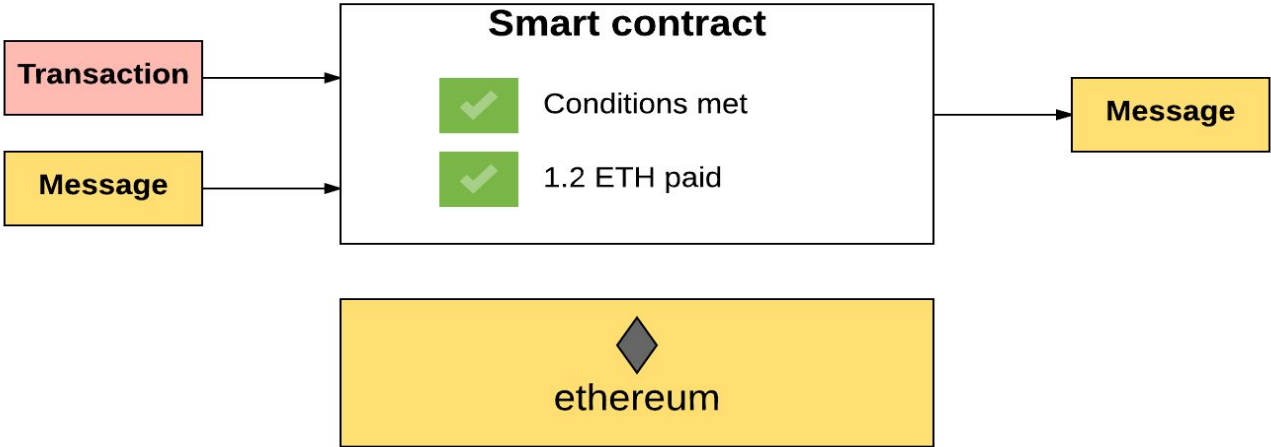 Smart contract
Transaction
Conditions met
Message
Message
1.2 ETH paid
ethereum